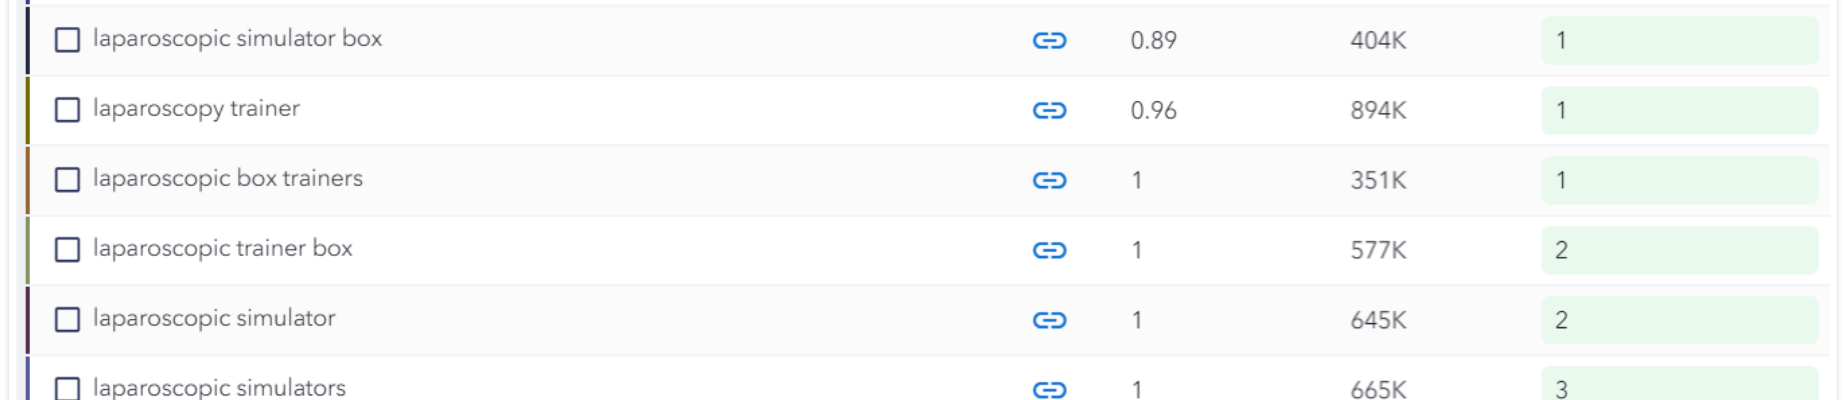 laparoscopic simulator box 0.89 404K 1
laparoscopy trainer 0.96 894K 1
laparoscopic box trainers 1 351K 1
laparoscopic trainer box 1 577K 2
laparoscopic simulator 1 645K 2
laparoscopic simulators 1 665K 3